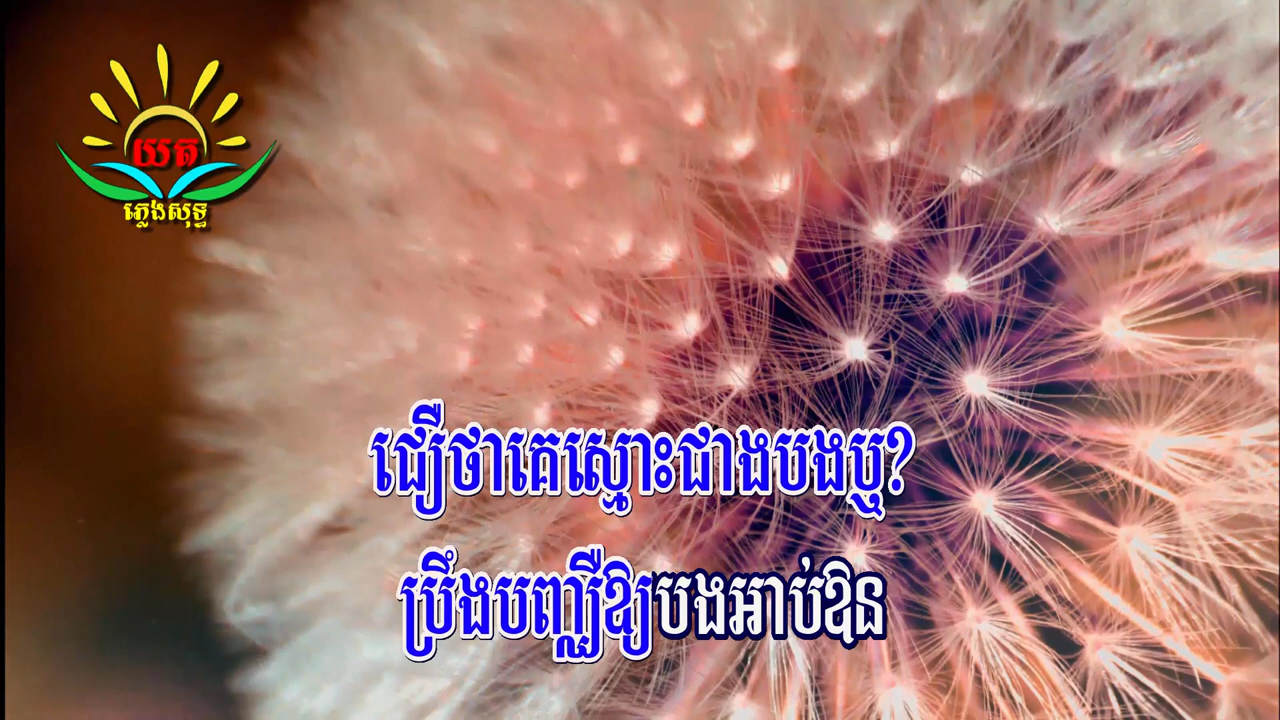 យត
ភ្លេងសុទ្ធ
ជឿថាគេស្មោះជាងបងឬ?
ប្រឹងបញ្ឈឺឱ្យបងអាប់ឱន